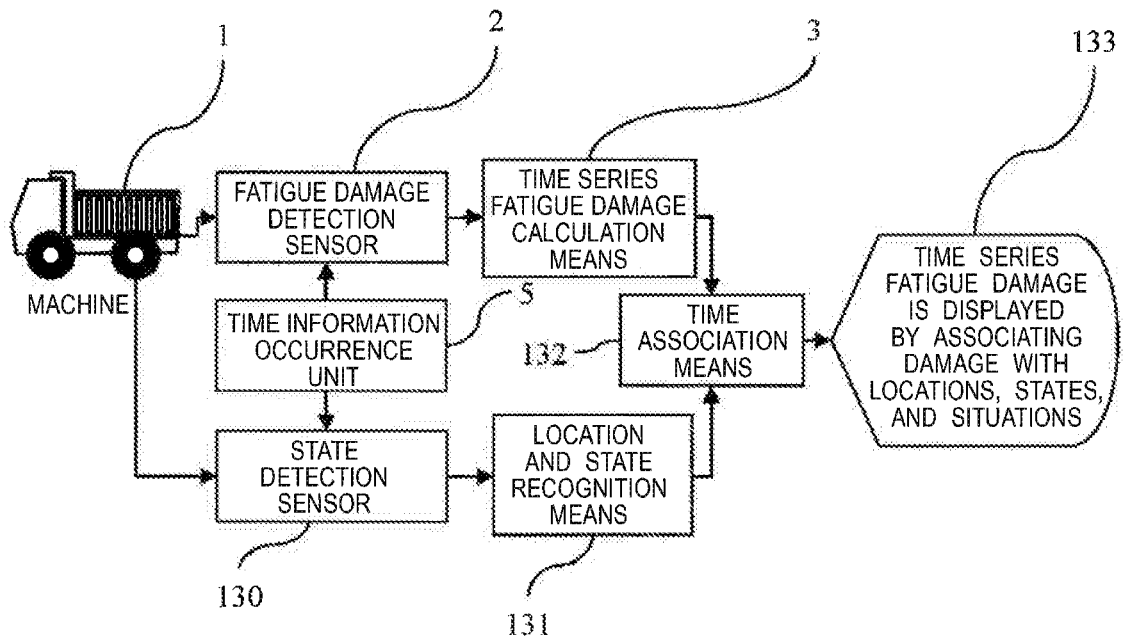 1
2
3
133
FATIGUE DAMAGE
DETECTION
SENSOR
TIME SERIES
FATIGUE DAMAGE
CALCULATION
MEANS
MACHINE
TIME INFORMATION
OCCURRENCE
UNIT
5
132
TIME
ASSOCIATION
MEANS
TIME SERIES
FATIGUE DAMAGE
IS DISPLAYED
BY ASSOCIATING
DAMAGE WITH
LOCATIONS, STATES,
AND SITUATIONS
STATE
DETECTION
SENSOR
LOCATION
AND STATE
RECOGNITION
MEANS
130
131